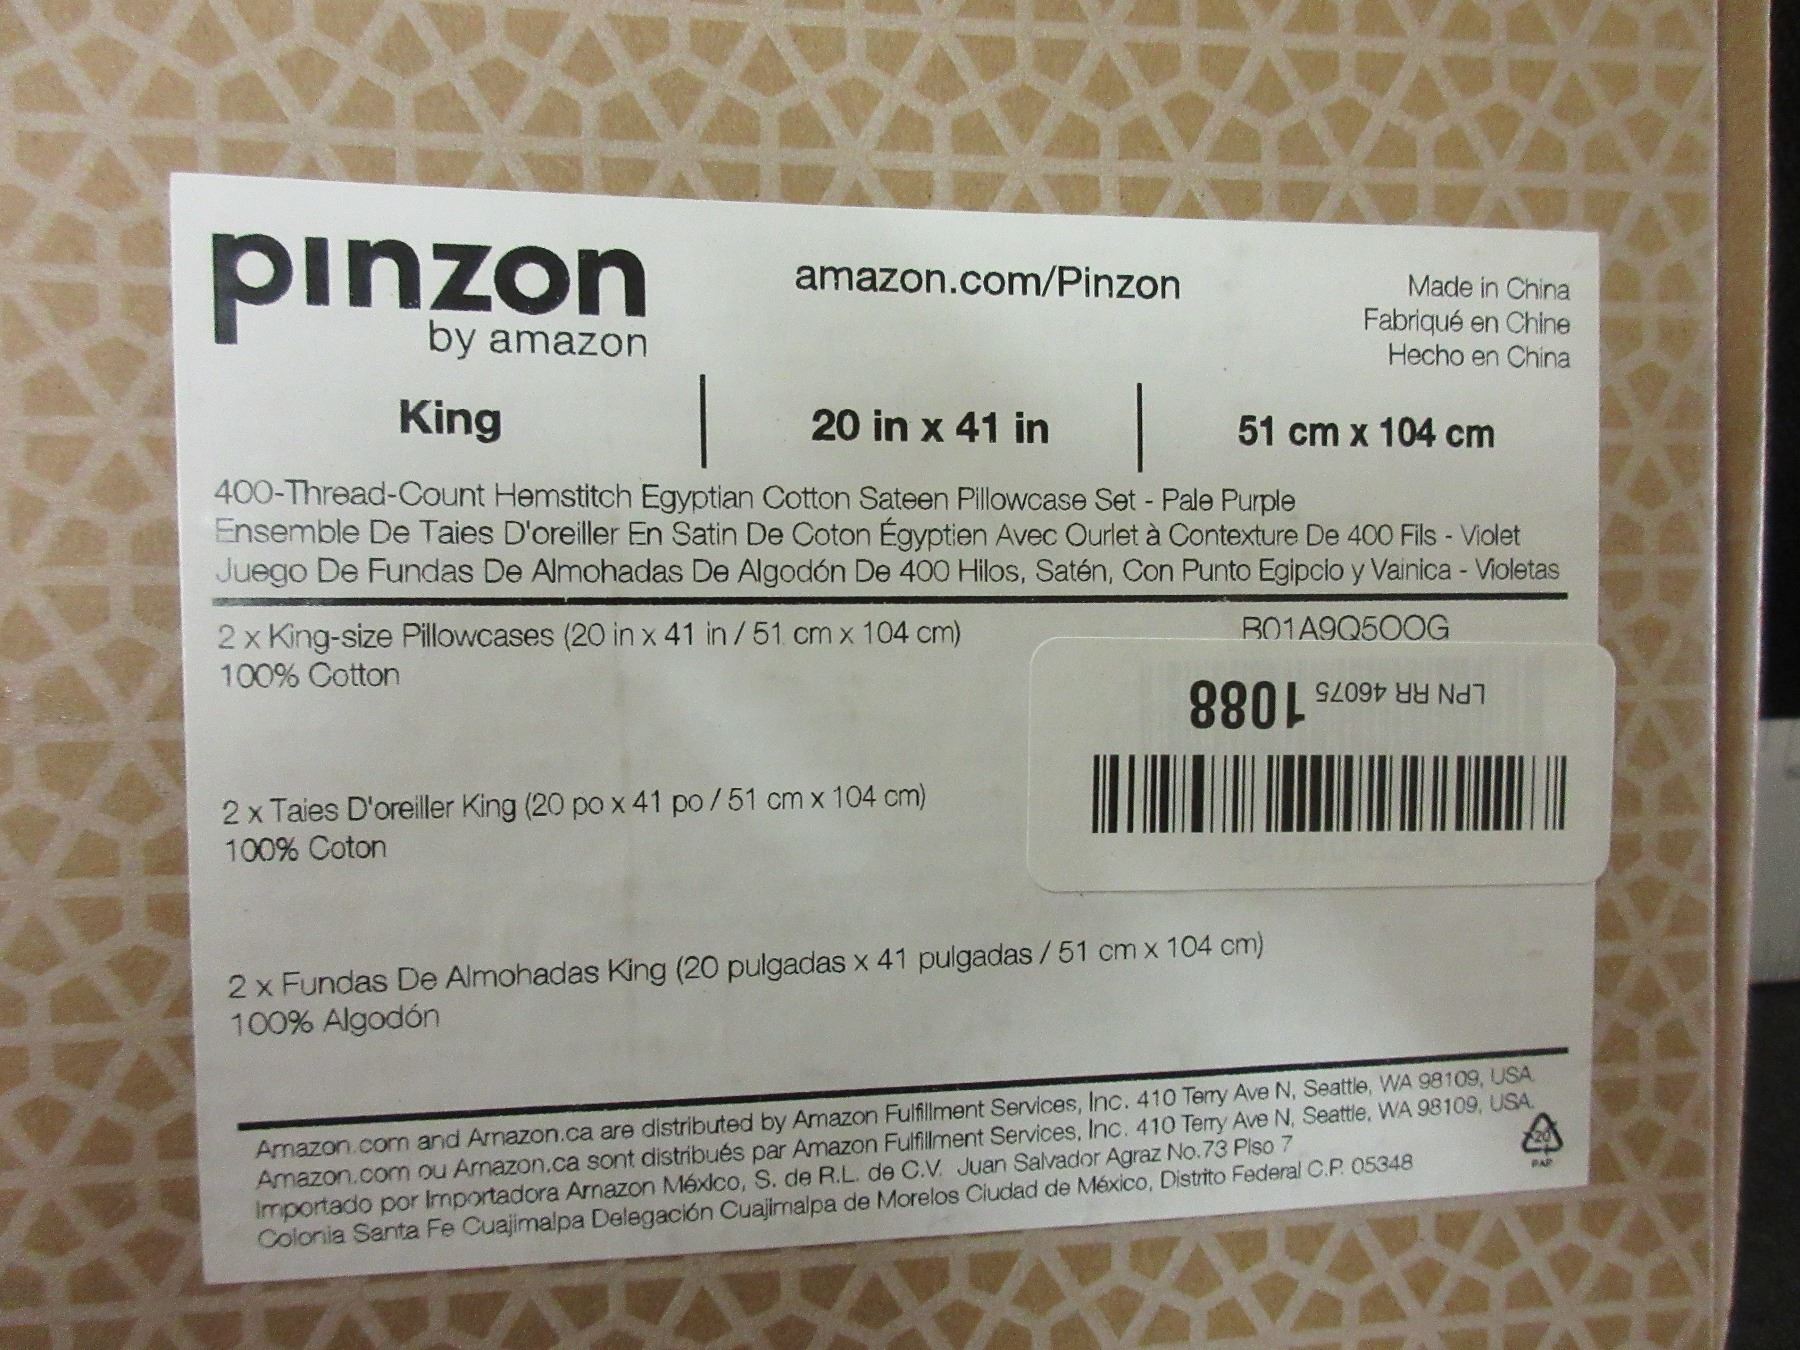 pinzon
by amazon
amazon.com/Pinzon
Made in China
Fabriqué en Chine
Hecho en China
King
20 in x 41 in
51 cm x 104 cm
400-Thread-Count Hemstitch Egyptian Cotton Sateen Pillowcase Set - Pale Purple
Ensemble De Taies D'oreiller En Satin De Coton Égyptien Avec Ourlet à Contexture De 400 Fils - Violet
Juego De Fundas De Almohadas De Algodón De 400 Hilos, Satén, Con Punto Egipcio y Vainica - Violetas
2 x King-size Pillowcases (20 in x 41 in / 51 cm x 104 cm)
100% Cotton
B01A9Q5OOG
LPN RR 46075 1088
2 x Taies D'oreiller King (20 po x 41 po / 51 cm x 104 cm)
100% Coton
2 x Fundas De Almohadas King (20 pulgadas x 41 pulgadas / 51 cm x 104 cm)
100% Algodón
Amazon.com and Amazon.ca are distributed by Amazon Fulfillment Services, Inc. 410 Terry Ave N, Seattle, WA 98109, USA.
Amazon.com ou Amazon.ca sont distribués par Amazon Fulfillment Services, Inc. 410 Terry Ave N, Seattle, WA 98109, USA.
Importado por Importadora Amazon México, S. de R.L. de C.V. Juan Salvador Agraz No.73 Piso 7
Colonia Santa Fe Cuajimalpa Delegación Cuajimalpa de Morelos Ciudad de México, Distrito Federal C.P. 05348
20
PAP